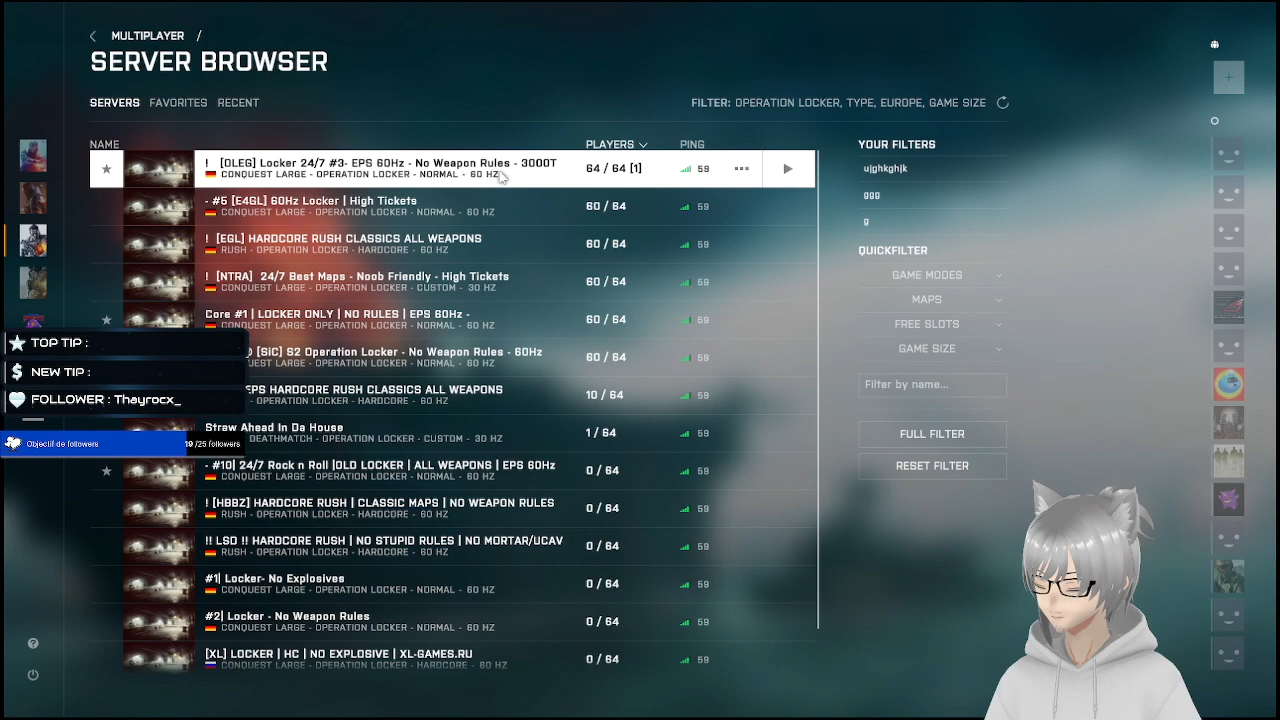 MULTIPLAYER /
SERVER BROWSER
SERVERS FAVORITES RECENT
FILTER: OPERATION LOCKER, TYPE, EUROPE, GAME SIZE
NAME PLAYERS PING
! [OLEG] Locker 24/7 #3- EPS 60Hz - No Weapon Rules - 3000T
CONQUEST LARGE - OPERATION LOCKER - NORMAL - 60 HZ
64 / 64 [1] 59
- #5 [E4GL] 60Hz Locker | High Tickets
CONQUEST LARGE - OPERATION LOCKER - NORMAL - 60 HZ
60 / 64 59
! [EGL] HARDCORE RUSH CLASSICS ALL WEAPONS
RUSH - OPERATION LOCKER - HARDCORE - 60 HZ
60 / 64 59
! [NTRA] 24/7 Best Maps - Noob Friendly - High Tickets
CONQUEST LARGE - OPERATION LOCKER - CUSTOM - 30 HZ
60 / 64 59
Core #1 | LOCKER ONLY | NO RULES | EPS 60Hz -
CONQUEST LARGE - OPERATION LOCKER - NORMAL - 60 HZ
60 / 64 59
[SiC] S2 Operation Locker - No Weapon Rules - 60Hz
CONQUEST LARGE - OPERATION LOCKER - NORMAL - 60 HZ
60 / 64 59
EPS HARDCORE RUSH CLASSICS ALL WEAPONS
RUSH - OPERATION LOCKER - HARDCORE - 60 HZ
10 / 64 59
Straw Ahead In Da House
DEATHMATCH - OPERATION LOCKER - CUSTOM - 30 HZ
1 / 64 59
- #10| 24/7 Rock n Roll |OLD LOCKER | ALL WEAPONS | EPS 60Hz
CONQUEST LARGE - OPERATION LOCKER - NORMAL - 60 HZ
0 / 64 59
! [HBBZ] HARDCORE RUSH | CLASSIC MAPS | NO WEAPON RULES
RUSH - OPERATION LOCKER - HARDCORE - 60 HZ
0 / 64 59
!! LSD !! HARDCORE RUSH | NO STUPID RULES | NO MORTAR/UCAV
RUSH - OPERATION LOCKER - HARDCORE - 60 HZ
0 / 64 59
#1| Locker- No Explosives
CONQUEST LARGE - OPERATION LOCKER - NORMAL - 60 HZ
0 / 64 59
#2| Locker - No Weapon Rules
CONQUEST LARGE - OPERATION LOCKER - NORMAL - 60 HZ
0 / 64 59
[XL] LOCKER | HC | NO EXPLOSIVE | XL-GAMES.RU
CONQUEST LARGE - OPERATION LOCKER - HARDCORE - 60 HZ
0 / 64 59
TOP TIP :
NEW TIP :
FOLLOWER : Thayrocx_
Objectif de followers 19 /25 followers
YOUR FILTERS
ujghkghjk
ggg
g
QUICKFILTER
GAME MODES
MAPS
FREE SLOTS
GAME SIZE
Filter by name...
FULL FILTER
RESET FILTER